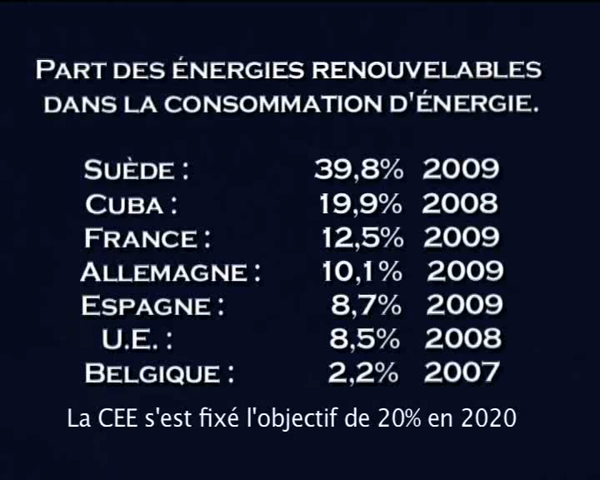 PART DES ÉNERGIES RENOUVELABLES
DANS LA CONSOMMATION D'ÉNERGIE.
SUÈDE : 39,8% 2009
CUBA : 19,9% 2008
FRANCE : 12,5% 2009
ALLEMAGNE : 10,1% 2009
ESPAGNE : 8,7% 2009
U.E. : 8,5% 2008
BELGIQUE : 2,2% 2007
La CEE s'est fixé l'objectif de 20% en 2020